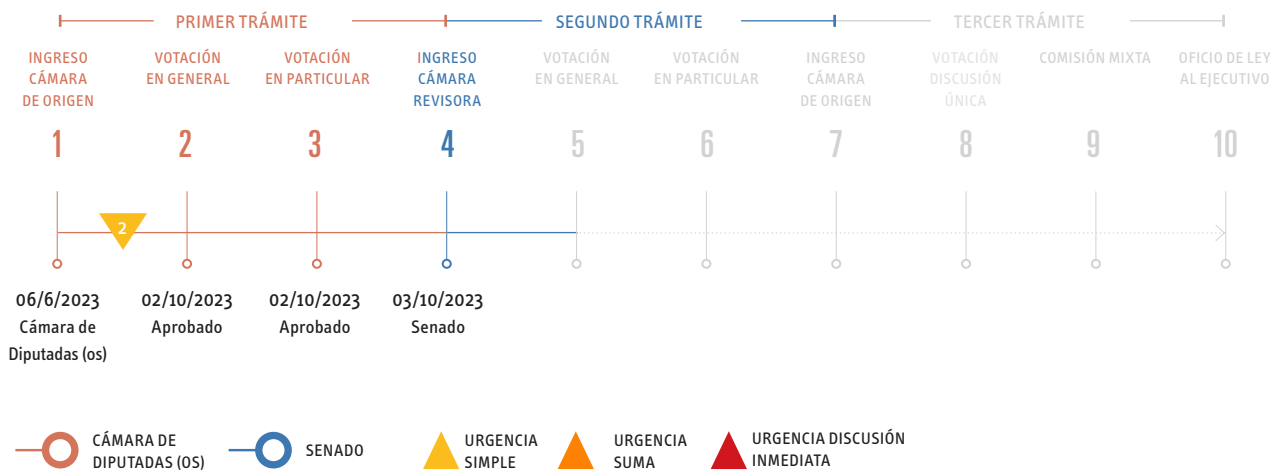 PRIMER TRÁMITE
SEGUNDO TRÁMITE
TERCER TRÁMITE
INGRESO
CÁMARA
DE ORIGEN
VOTACIÓN
EN GENERAL
VOTACIÓN
EN PARTICULAR
INGRESO
CÁMARA
REVISORA
VOTACIÓN
EN GENERAL
VOTACIÓN
EN PARTICULAR
INGRESO
CÁMARA
DE ORIGEN
VOTACIÓN
DISCUSIÓN
ÚNICA
COMISIÓN MIXTA
OFICIO DE LEY
AL EJECUTIVO
1 2 3 4 5 6 7 8 9 10
2
06/6/2023
Cámara de
Diputadas (os)
02/10/2023
Aprobado
02/10/2023
Aprobado
03/10/2023
Senado
CÁMARA DE
DIPUTADAS (OS)
SENADO
URGENCIA
SIMPLE
URGENCIA
SUMA
URGENCIA DISCUSIÓN
INMEDIATA